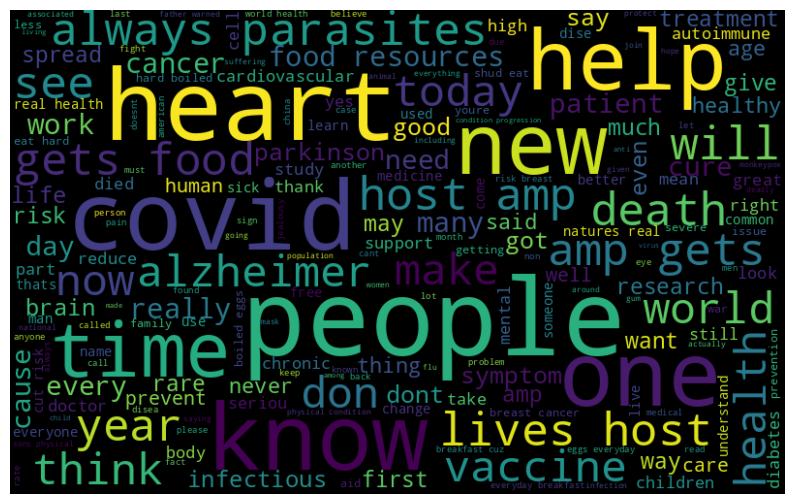 associated last father warned world health believe high say treatment protect
less always parasites cell dise autoimmune join hope
living fight suffering due
see spread cancer food resources age help
hard boiled cardiovascular animal everything shud eat
real health heart yes today patient give
american doesnt china case used youre condition progression healthy
work learn good new much will
eat hard parkinson need including let anti monkeypox
gets food study another medicine even cure really
must risk breast given
life died human sick thank host amp come better mean great
covid death
risk person sign may many said natures real right
pain jealousy support got severe common
day going population month amp gets issue
reduce cant getting non virus eye men
now alzheimer make well research look
part thats women found free lot mental someone around gum war
brain really people world
man made boiled eggs actually
national called mask time family use thing want still
anyone name call known flu problem one prevention
cause keep among back chronic symptom
every rare never don dont take health
cut risk prevent seriou amp diabetes
doctor disea change breast cancer live medical understand
everyone year body know lives host
child saying physical condition please breakfast cuz eggs everyday read
sams physical fact way care
think infectious aid first vaccine children
rate everyday breakfast infection